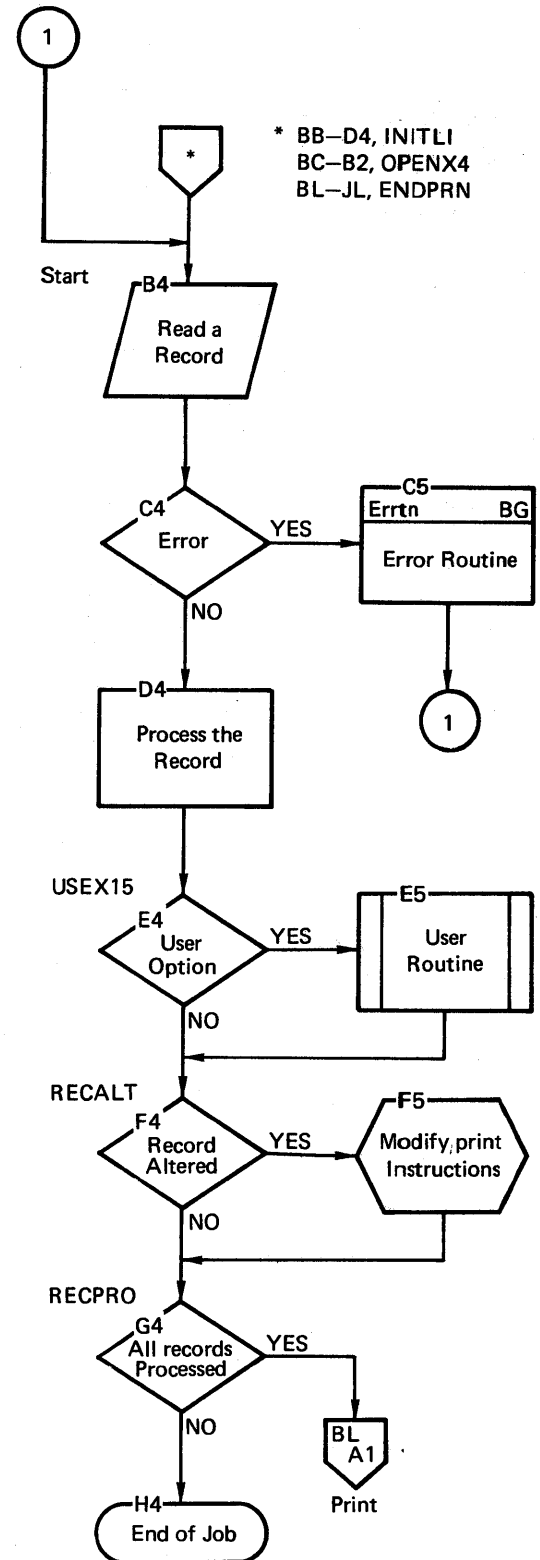 1
*
* BB–D4, INITLI
BC–B2, OPENX4
BL–JL, ENDPRN
Start
B4
Read a
Record
C4
Error
YES
NO
C5
Errtn BG
Error Routine
1
D4
Process the
Record
USEX15
E4
User
Option
YES
NO
E5
User
Routine
RECALT
F4
Record
Altered
YES
NO
F5
Modify print
Instructions
RECPRO
G4
All records
Processed
YES
NO
BL
A1
Print
H4
End of Job